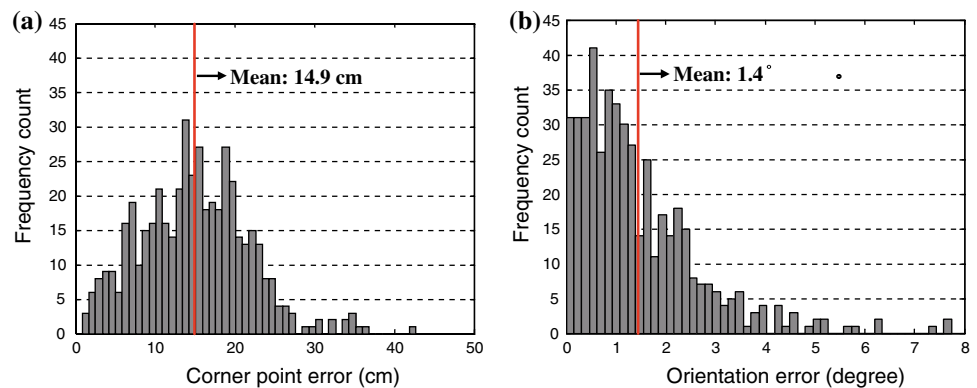 (a)
45
40
35
30
25
20
15
10
5
0
Frequency count
Mean: 14.9 cm
0 10 20 30 40 50
Corner point error (cm)
(b)
45
40
35
30
25
20
15
10
5
0
Frequency count
Mean: 1.4°
°
0 1 2 3 4 5 6 7 8
Orientation error (degree)